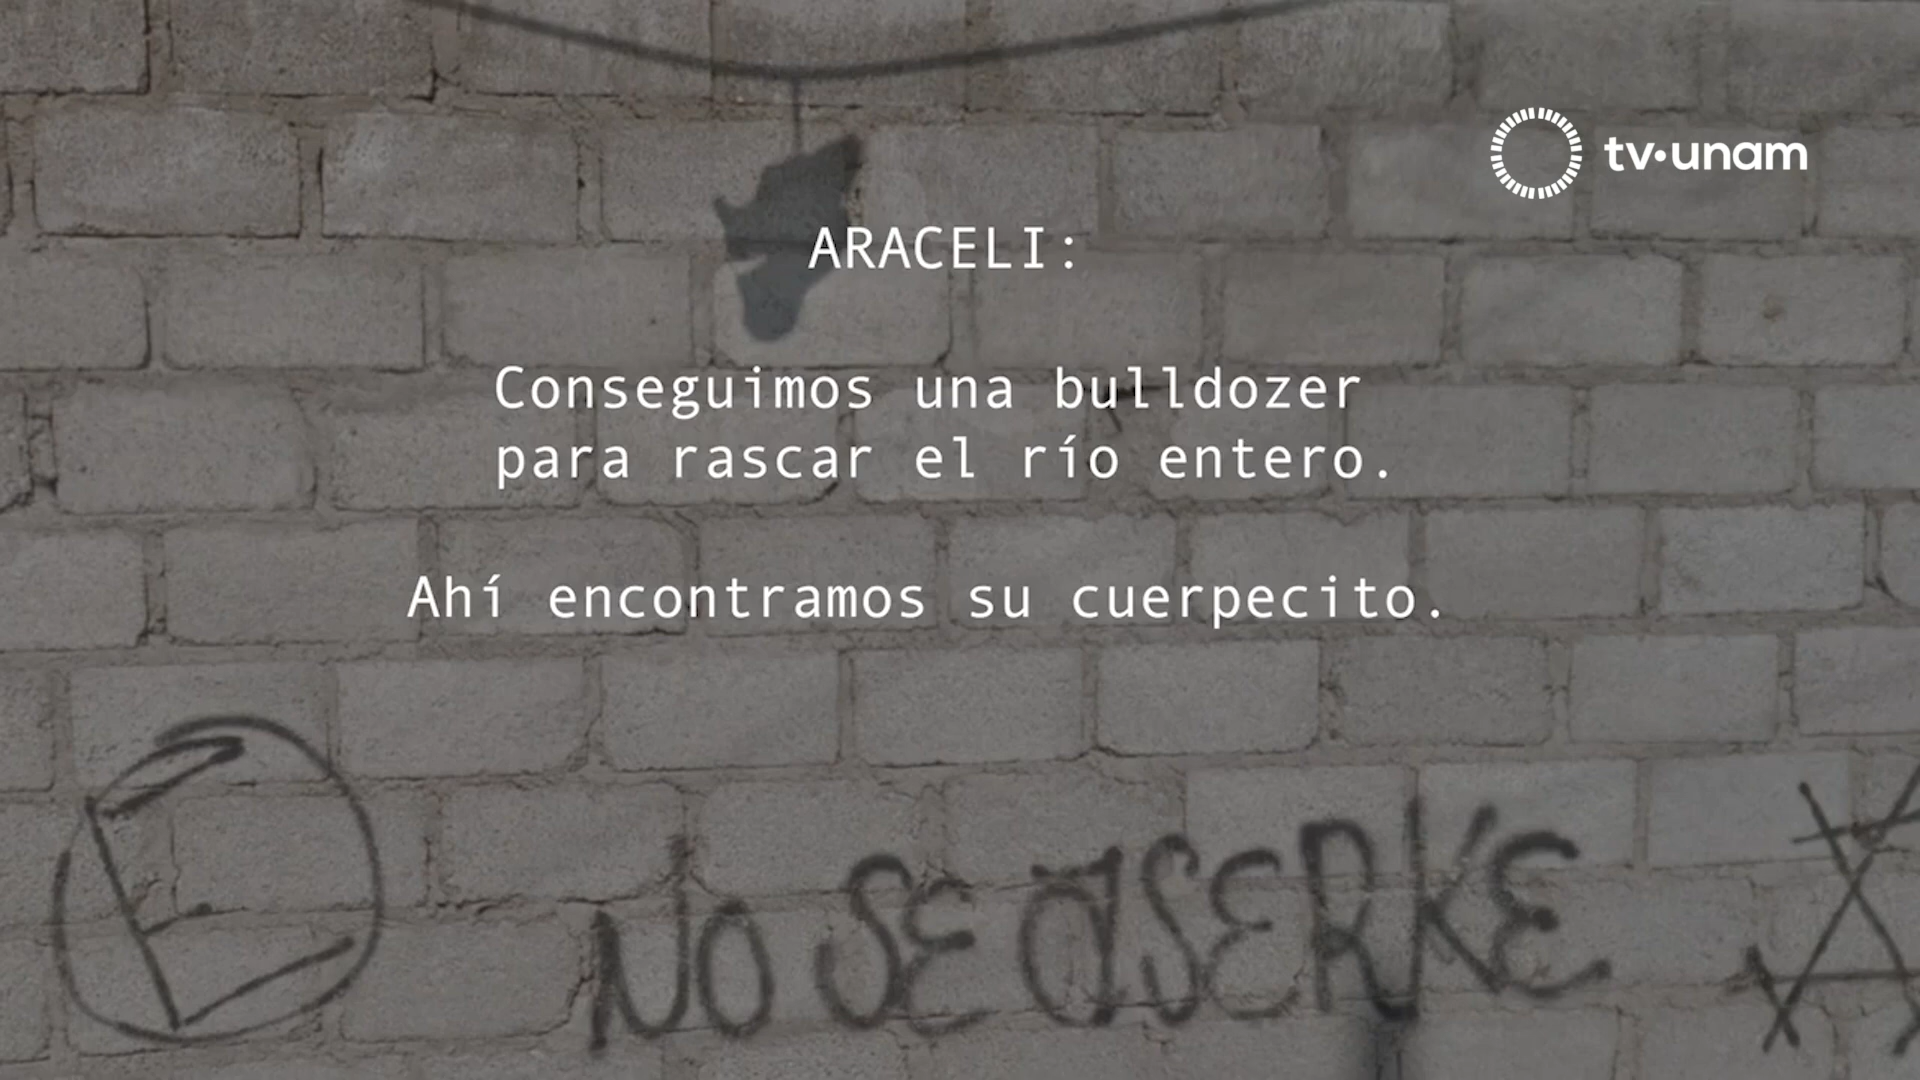 tv•unam
ARACELI:
Conseguimos una bulldozer
para rascar el río entero.
Ahí encontramos su cuerpecito.
E
NO SE ASERKE
A